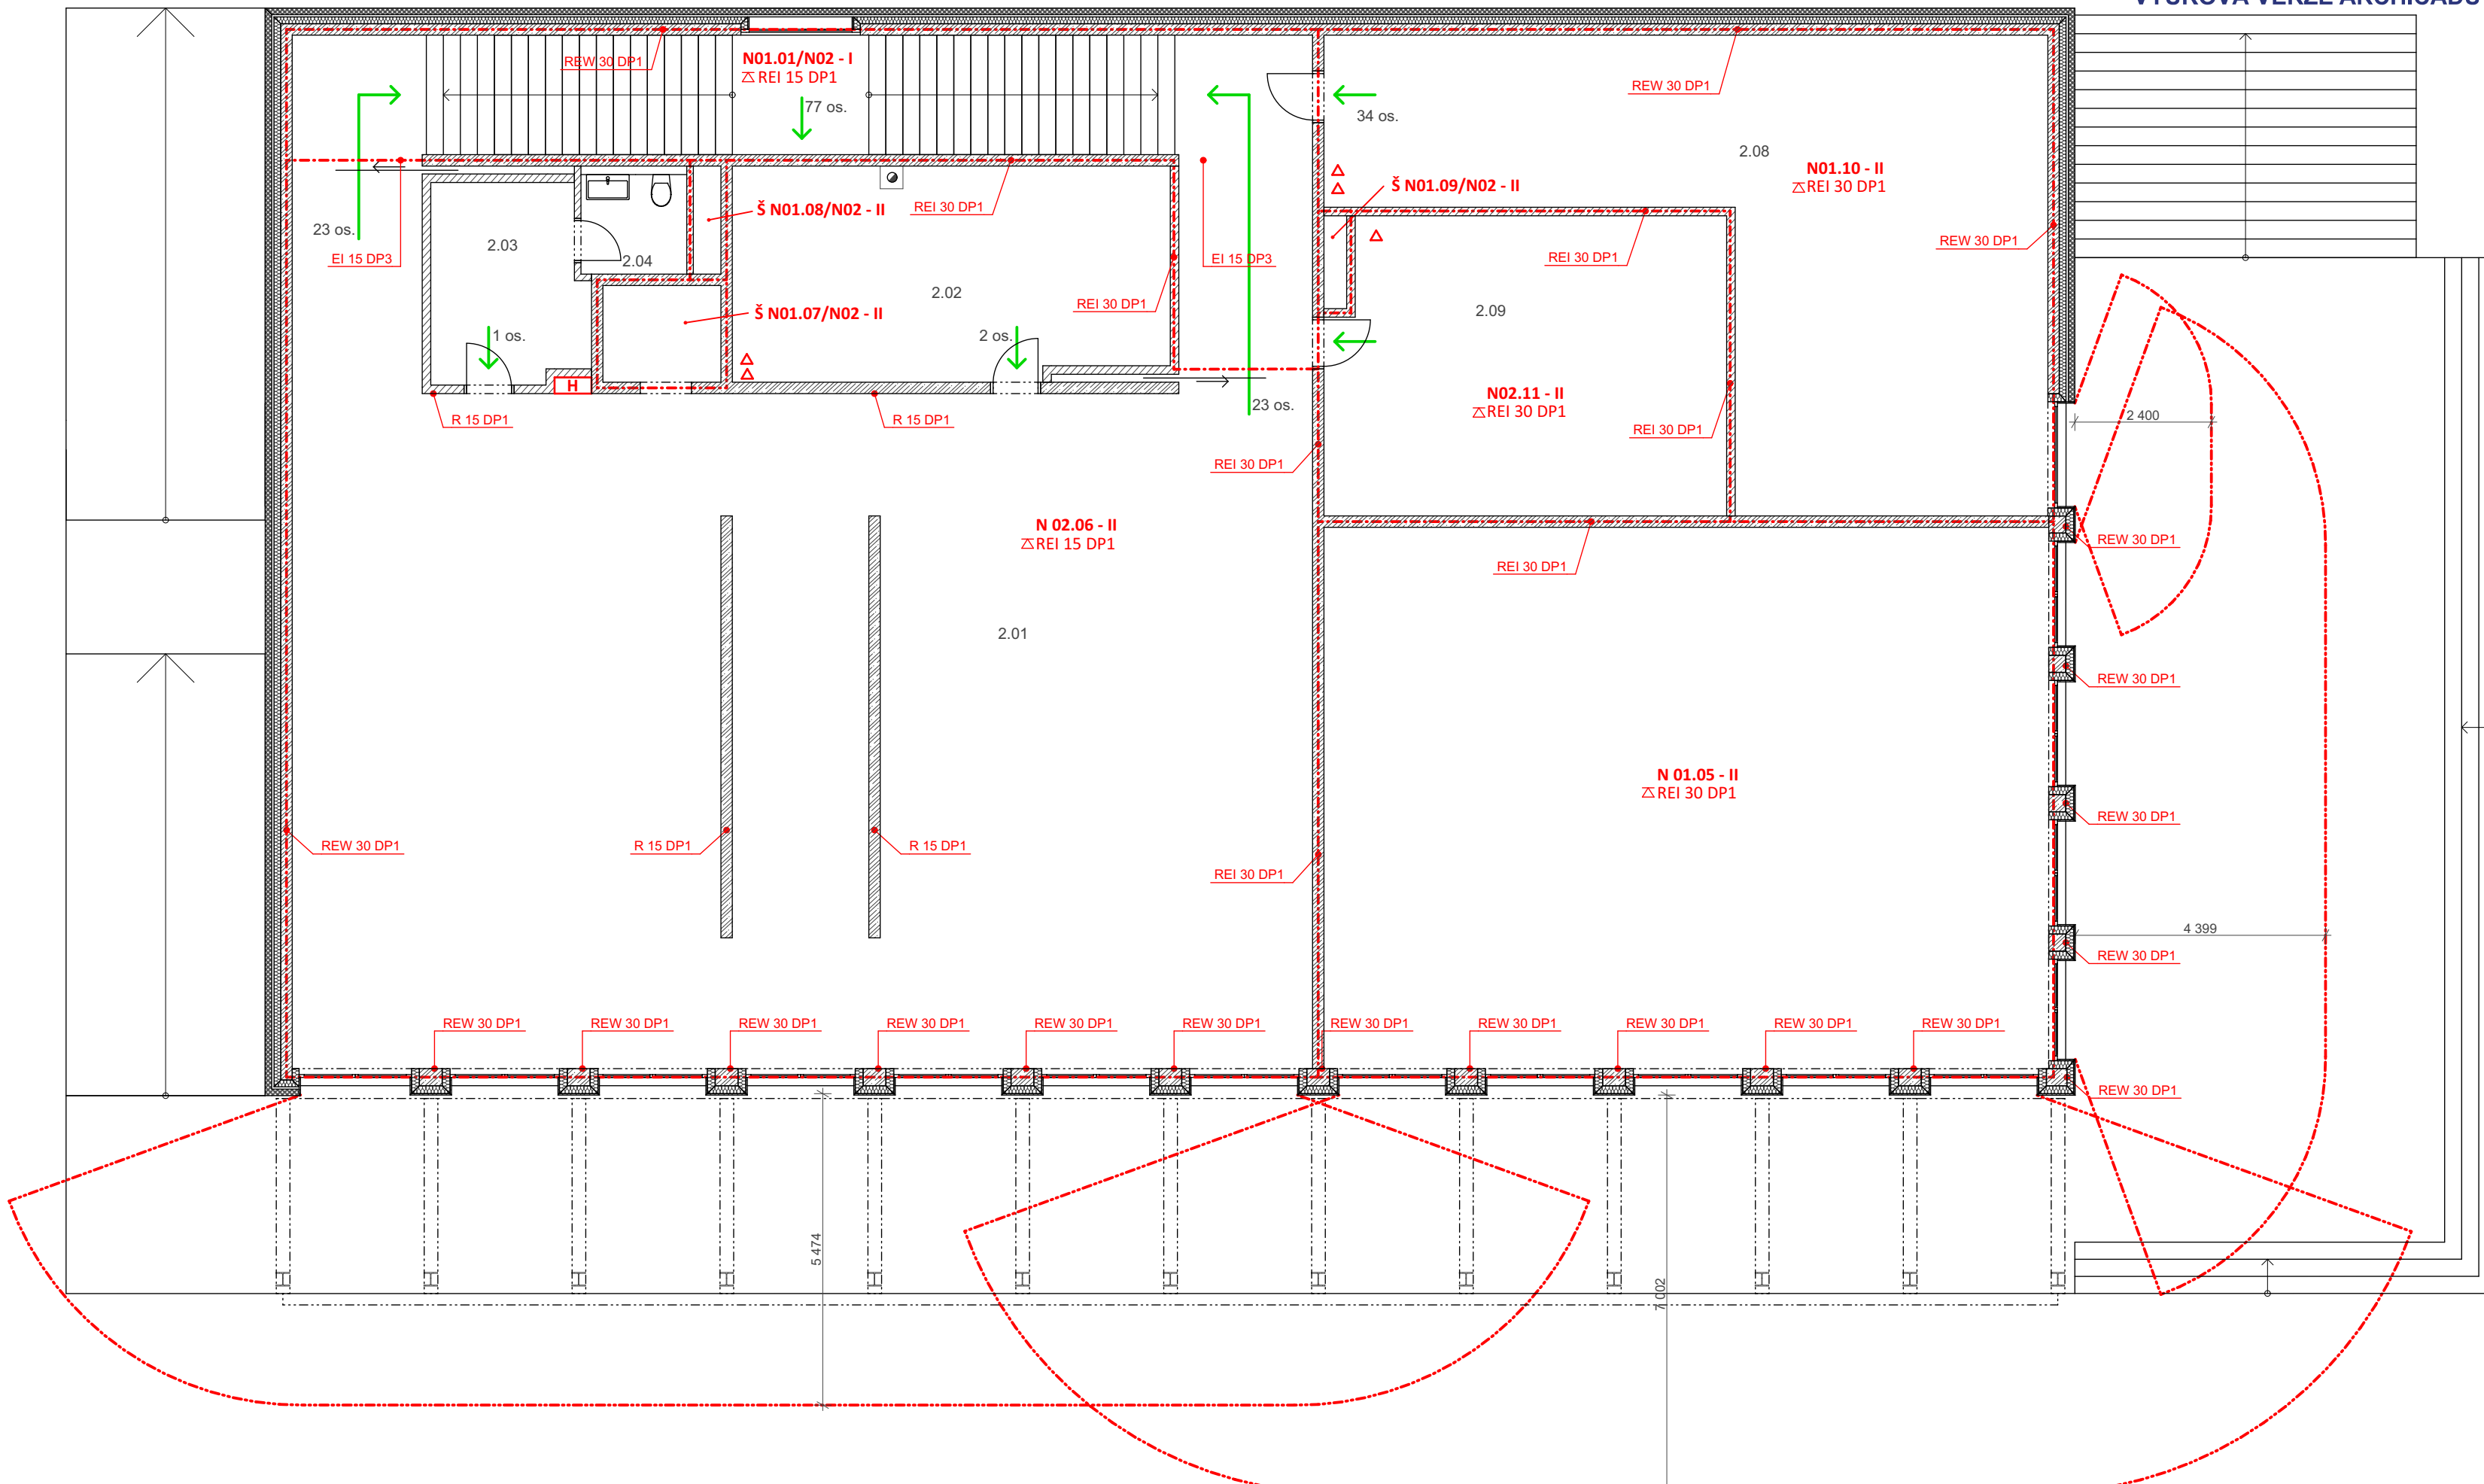 VÝUKOVÁ VERZE ARCHICADU
N01.01/N02 - I
REI 15 DP1
REW 30 DP1
77 os.
REW 30 DP1
34 os.
2.08
N01.10 - II
REI 30 DP1
Š N01.09/N02 - II
Š N01.08/N02 - II
REI 30 DP1
23 os.
2.03
EI 15 DP3
2.04
EI 15 DP3
REI 30 DP1
REW 30 DP1
2.02
REI 30 DP1
Š N01.07/N02 - II
2.09
1 os.
2 os.
H
N02.11 - II
REI 30 DP1
23 os.
R 15 DP1
R 15 DP1
REI 30 DP1
2 400
REI 30 DP1
N 02.06 - II
REI 15 DP1
REW 30 DP1
REI 30 DP1
2.01
REW 30 DP1
N 01.05 - II
REI 30 DP1
REW 30 DP1
REW 30 DP1
R 15 DP1
R 15 DP1
REI 30 DP1
4 399
REW 30 DP1
REW 30 DP1
REW 30 DP1
REW 30 DP1
REW 30 DP1
REW 30 DP1
REW 30 DP1
REW 30 DP1
REW 30 DP1
REW 30 DP1
REW 30 DP1
REW 30 DP1
REW 30 DP1
5 474
7 002